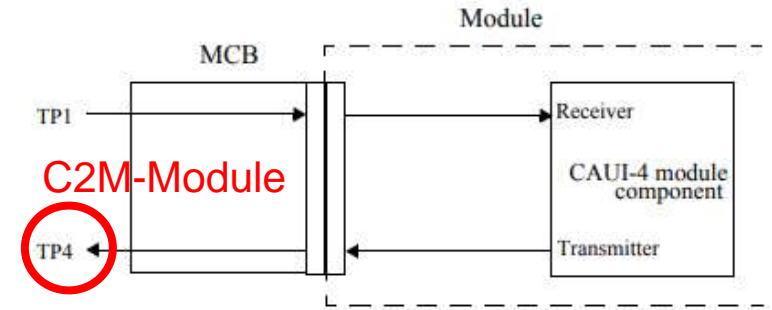 Module
MCB
TP1
Receiver
C2M-Module
CAUI-4 module
component
TP4
Transmitter